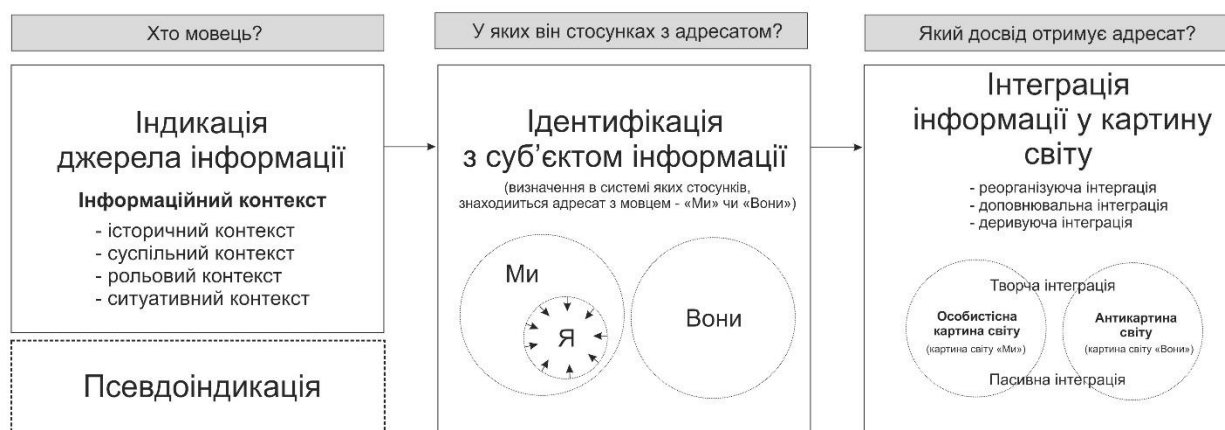 Хто мовець?
Індикація
джерела інформації
Інформаційний контекст
- історичний контекст
- суспільний контекст
- рольовий контекст
- ситуативний контекст
Псевдоіндикація
У яких він стосунках з адресатом?
Ідентифікація
з суб’єктом інформації
(визначення в системі яких стосунків,
знаходииться адресат з мовцем - «Ми» чи «Вони»)
Ми
Я
Вони
Який досвід отримує адресат?
Інтеграція
інформації у картину
світу
- реорганізуюча інтергація
- доповнювальна інтеграція
- деривуюча інтеграція
Творча інтеграція
Особистісна
картина світу
(картина світу «Ми»)
Антикартина
світу
(картина світу «Вони»)
Пасивна інтеграція